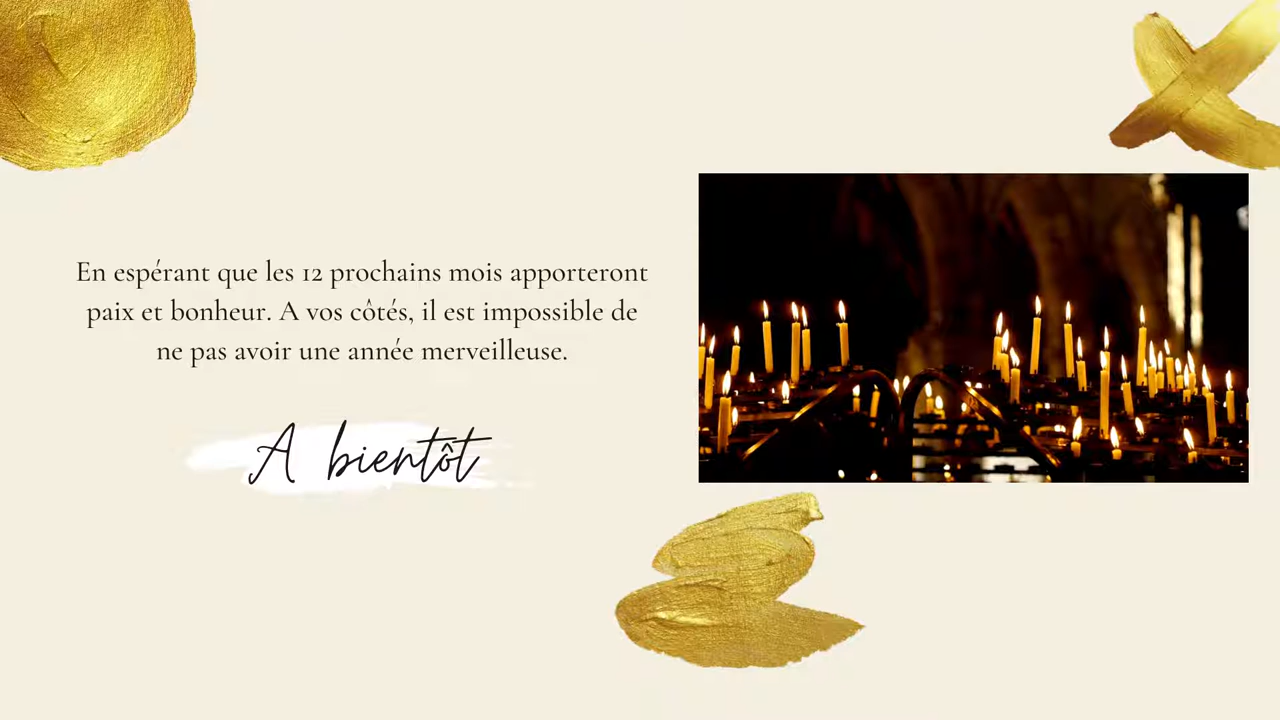 En espérant que les 12 prochains mois apporteront
paix et bonheur. A vos côtés, il est impossible de
ne pas avoir une année merveilleuse.
A bientôt